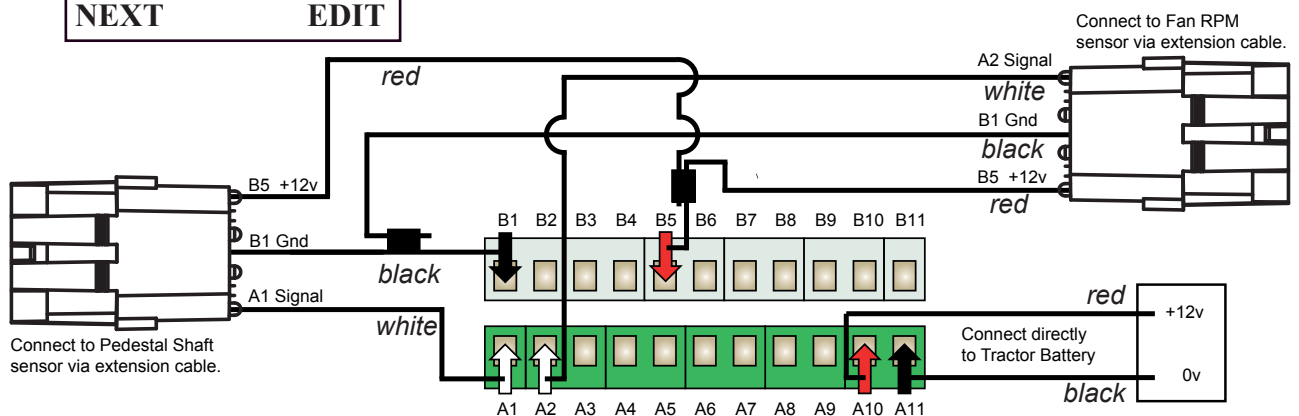 NEXT EDIT
Connect to Fan RPM
sensor via extension cable.
red
A2 Signal
white
B1 Gnd
black
B5 +12v
red
B5 +12v
B1 Gnd
black
A1 Signal
white
Connect to Pedestal Shaft
sensor via extension cable.
B1 B2 B3 B4 B5 B6 B7 B8 B9 B10 B11
red
+12v
Connect directly
to Tractor Battery
0v
black
A1 A2 A3 A4 A5 A6 A7 A8 A9 A10 A11